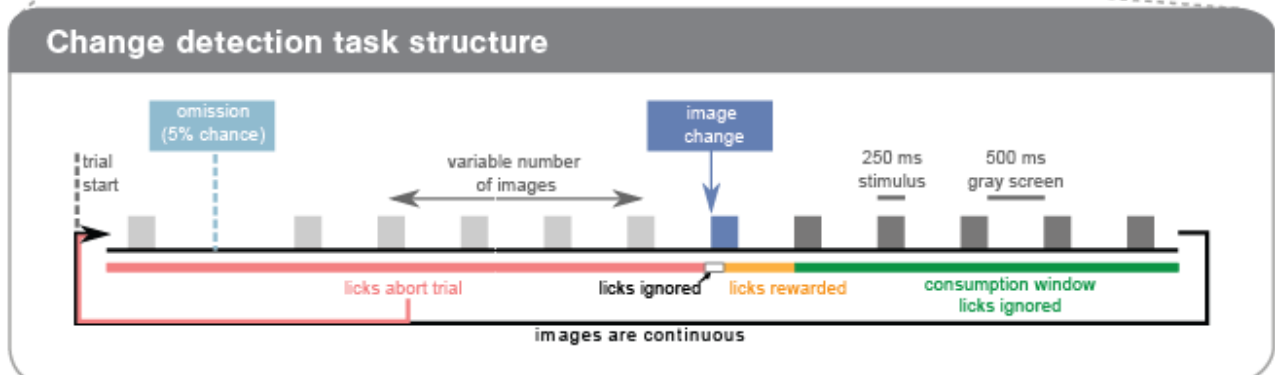 Change detection task structure
omission
(5% chance)
image
change
trial
start
variable number
of images
250 ms
stimulus
500 ms
gray screen
licks abort trial
licks ignored
licks rewarded
consumption window
licks ignored
images are continuous